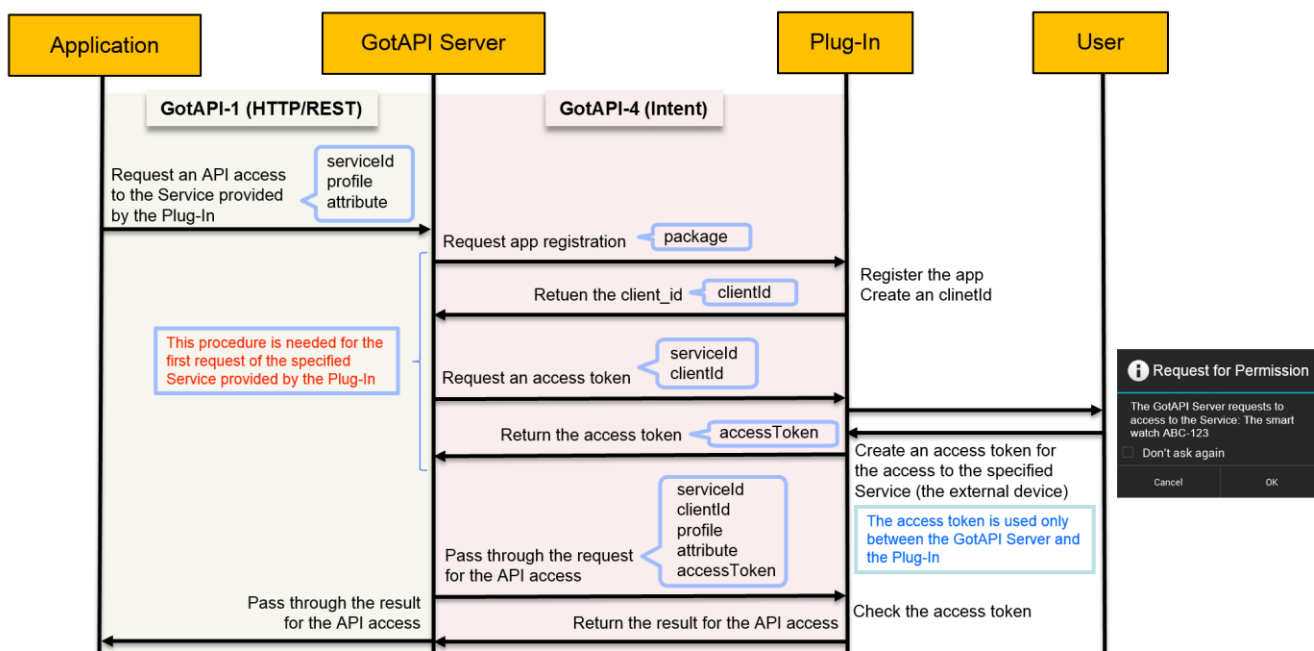 Application
GotAPI Server
Plug-In
User
GotAPI-1 (HTTP/REST)
GotAPI-4 (Intent)
Request an API access
to the Service provided
by the Plug-In
serviceId
profile
attribute
Request app registration
package
Register the app
Create an clinetId
Retuen the client_id
clientId
This procedure is needed for the
first request of the specified
Service provided by the Plug-In
serviceId
clientId
Request an access token
Request for Permission
The GotAPI Server requests to
access to the Service: The smart
watch ABC-123
Don't ask again
Cancel
OK
Return the access token
accessToken
Create an access token for
the access to the specified
Service (the external device)
The access token is used only
between the GotAPI Server and
the Plug-In
serviceId
clientId
profile
attribute
accessToken
Pass through the request
for the API access
Check the access token
Pass through the result
for the API access
Return the result for the API access